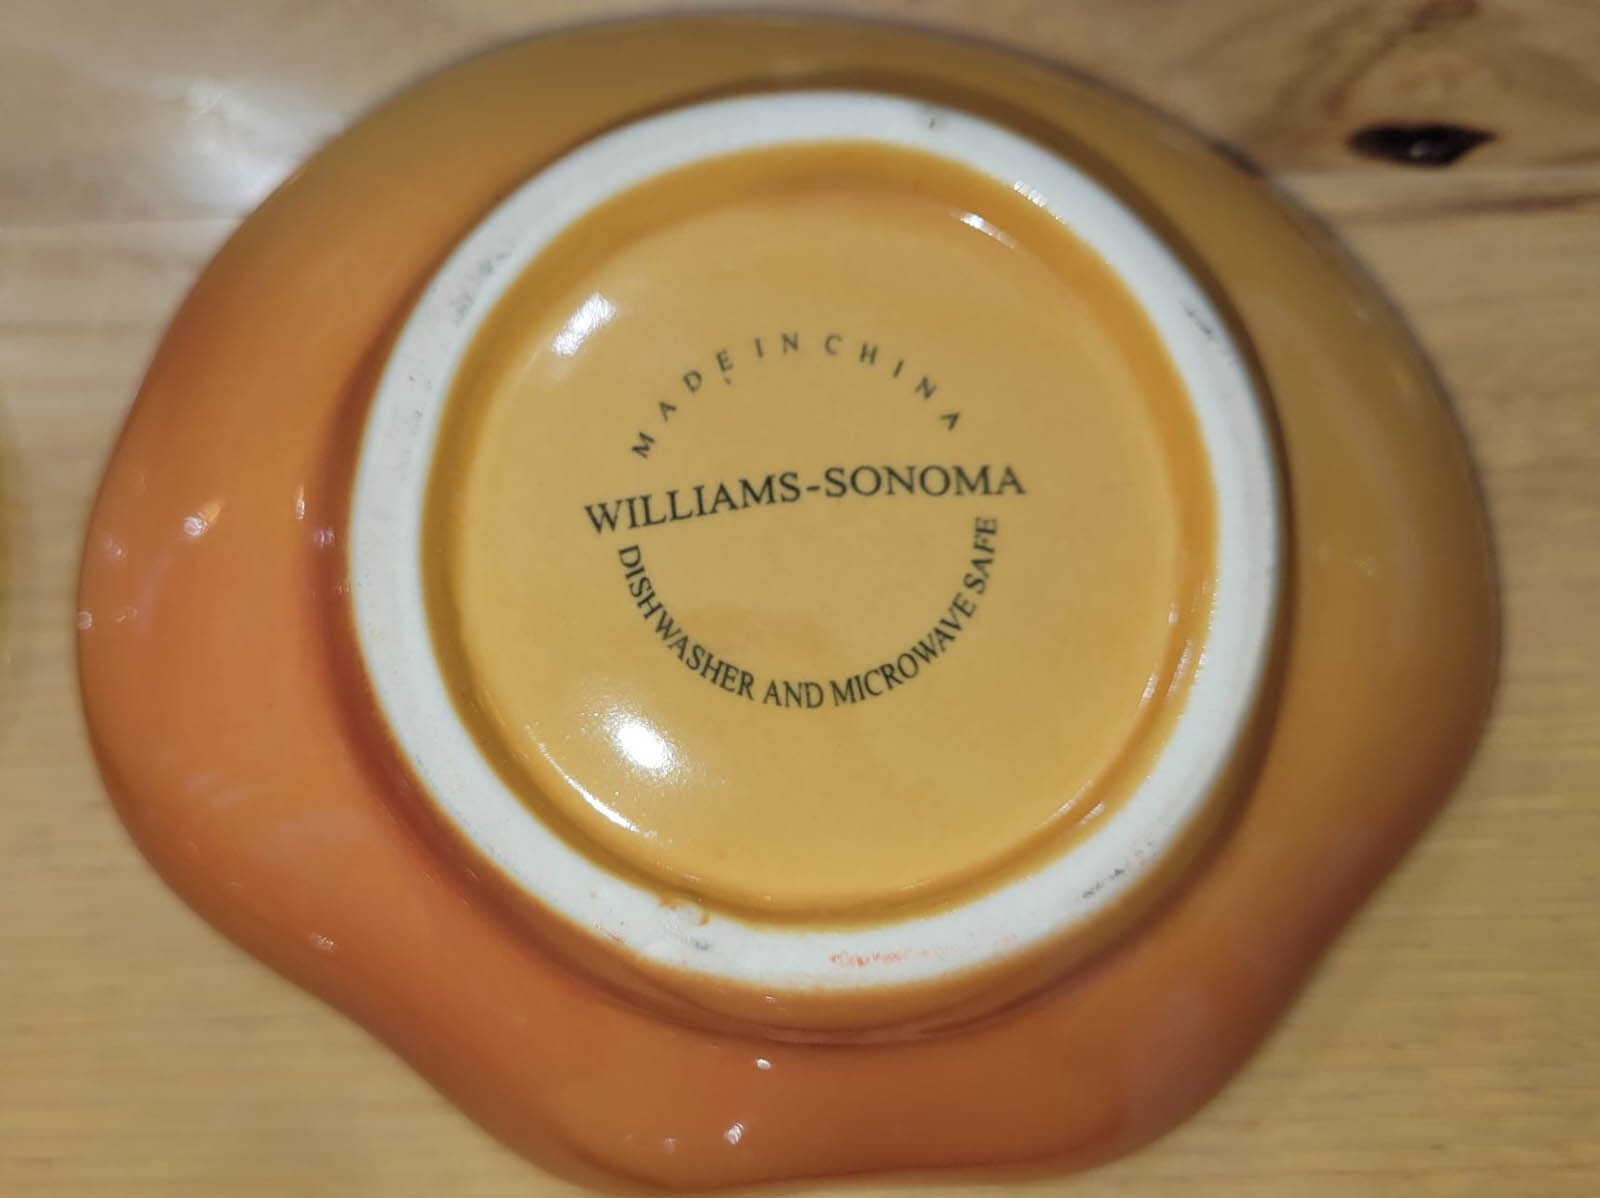 MADE IN CHINA
WILLIAMS-SONOMA
DISHWASHER AND MICROWAVE SAFE